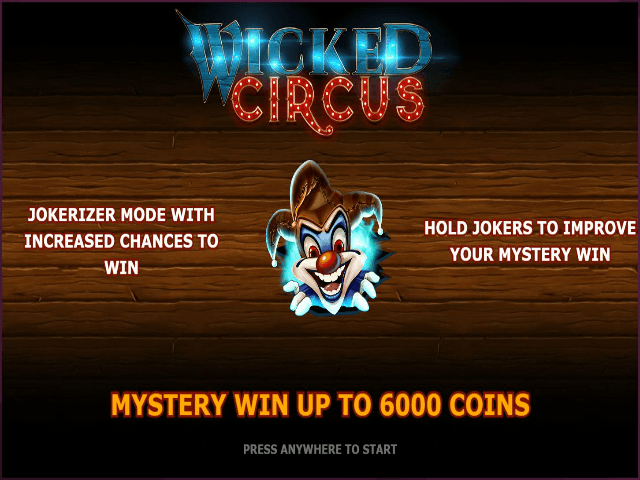 WICKED
CIRCUS
JOKERIZER MODE WITH
INCREASED CHANCES TO
WIN
HOLD JOKERS TO IMPROVE
YOUR MYSTERY WIN
MYSTERY WIN UP TO 6000 COINS
PRESS ANYWHERE TO START